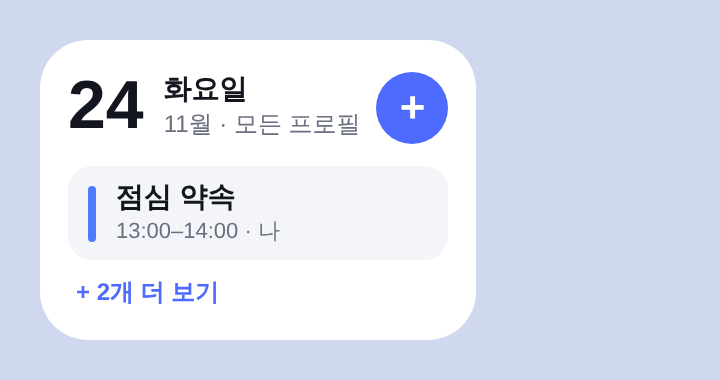 24
화요일
11월 · 모든 프로필
+
점심 약속
13:00–14:00 · 나
+ 2개 더 보기